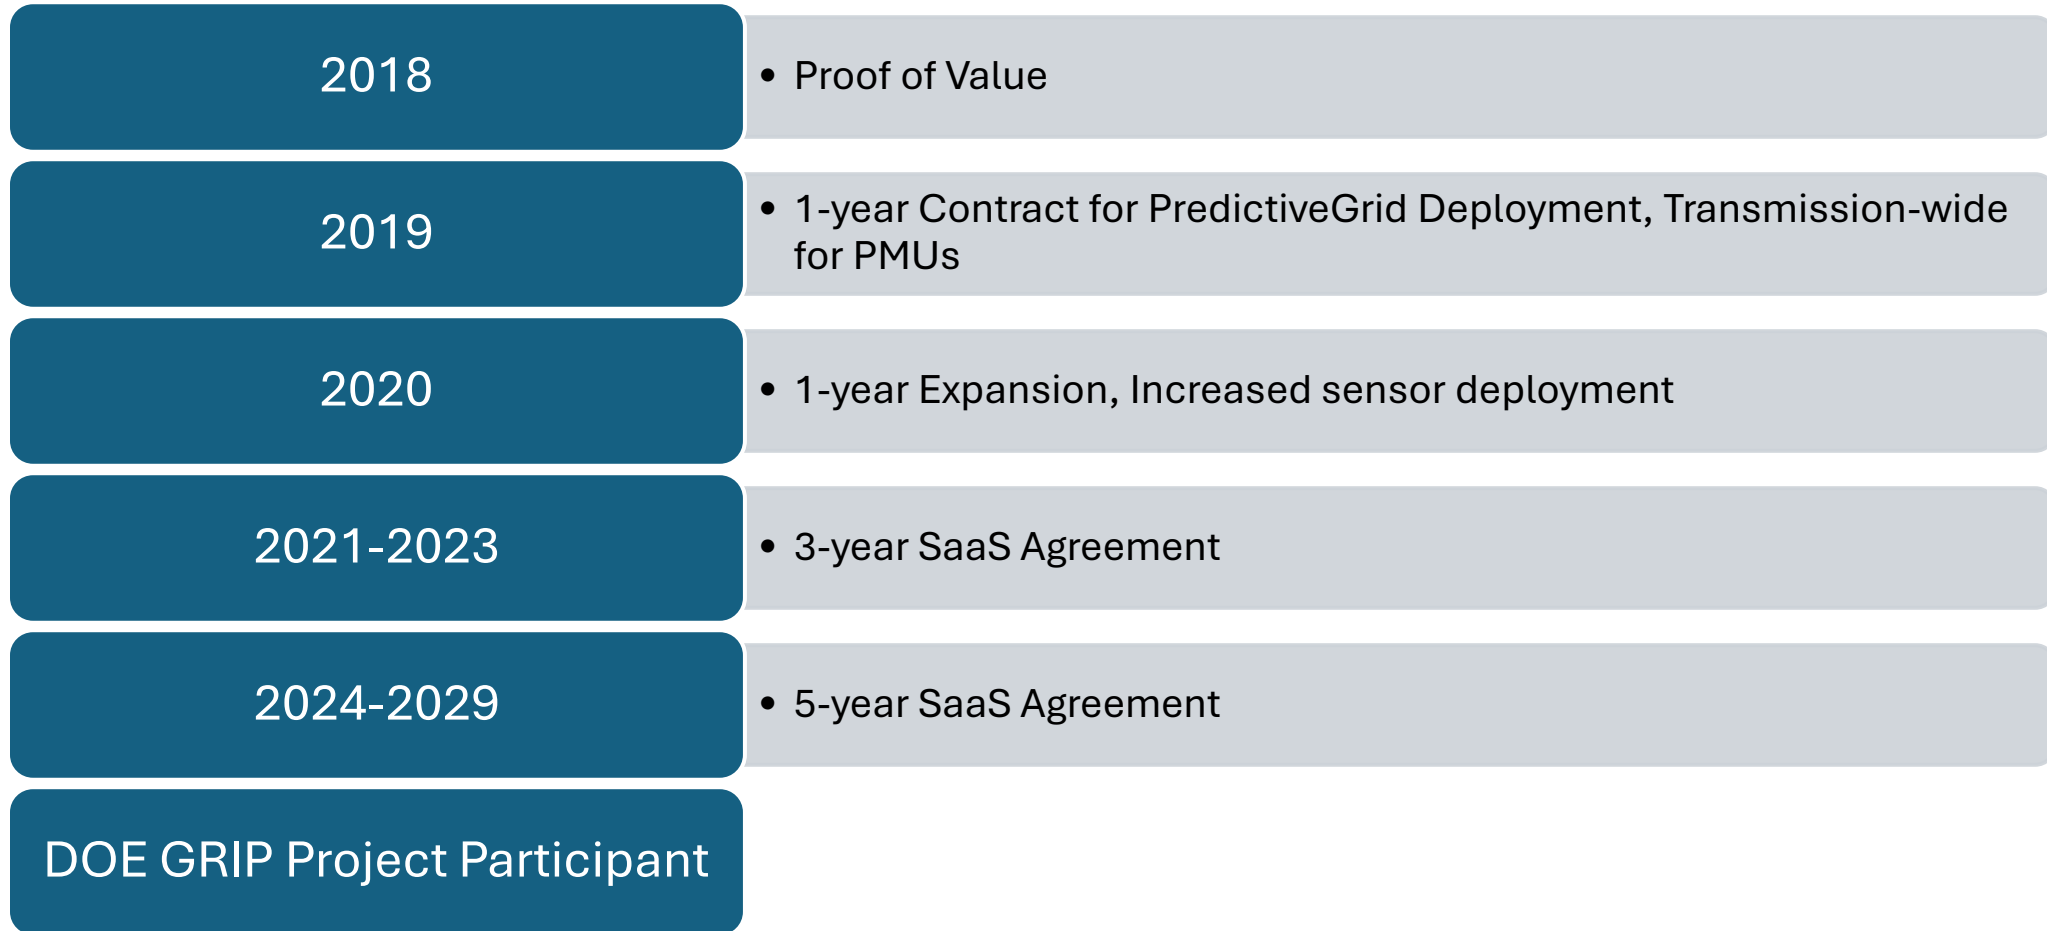 2018
• Proof of Value
2019
• 1-year Contract for PredictiveGrid Deployment, Transmission-wide
for PMUs
2020
• 1-year Expansion, Increased sensor deployment
2021-2023
• 3-year SaaS Agreement
2024-2029
• 5-year SaaS Agreement
DOE GRIP Project Participant